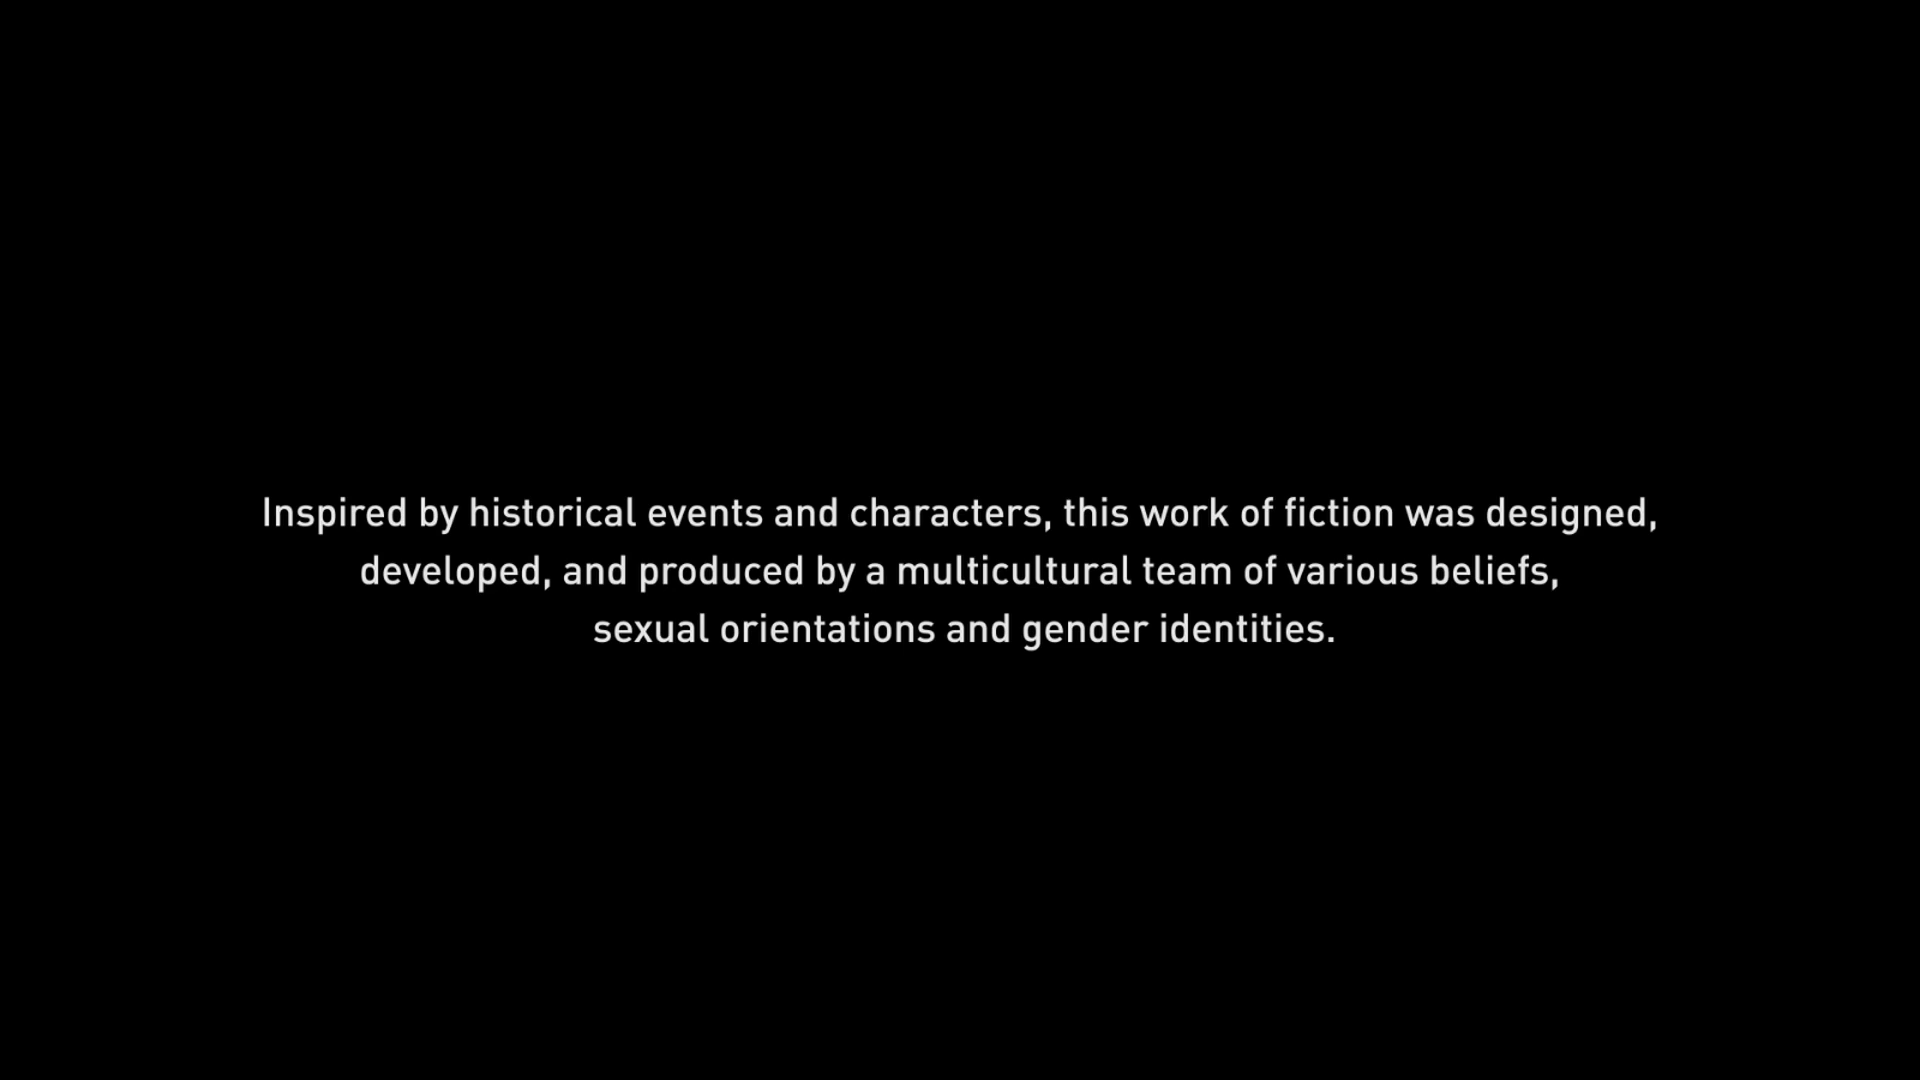 Inspired by historical events and characters, this work of fiction was designed,
developed, and produced by a multicultural team of various beliefs,
sexual orientations and gender identities.